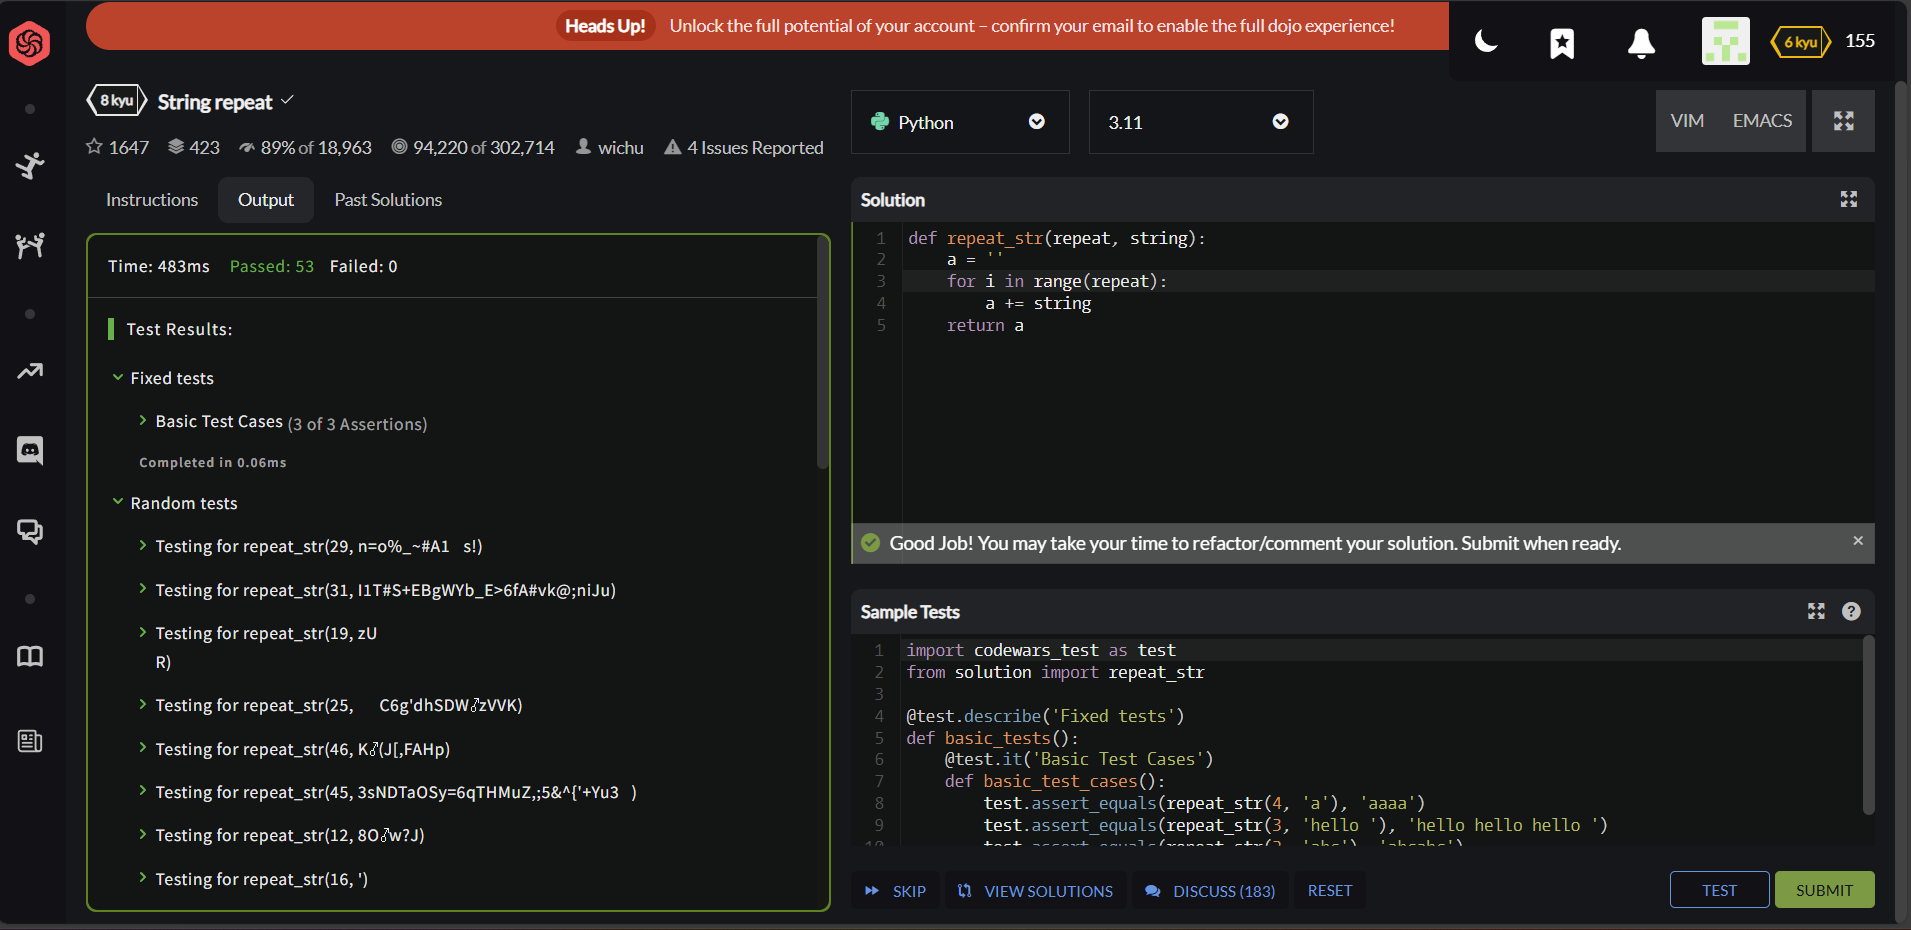 Heads Up! Unlock the full potential of your account – confirm your email to enable the full dojo experience!
6 kyu 155
8 kyu String repeat
1647 423 89% of 18,963 94,220 of 302,714 wichu 4 Issues Reported
Python
3.11
VIM EMACS
Instructions Output Past Solutions
Time: 483ms Passed: 53 Failed: 0
Test Results:
Fixed tests
Basic Test Cases (3 of 3 Assertions)
Completed in 0.06ms
Random tests
Testing for repeat_str(29, n=o%_~#A1 s!)
Testing for repeat_str(31, I1T#S+EBgWYb_E>6fA#vk@;niJu)
Testing for repeat_str(19, zU
R)
Testing for repeat_str(25, C6g'dhSDW♂zVVK)
Testing for repeat_str(46, K♂(J[,FAHp)
Testing for repeat_str(45, 3sNDTaOSy=6qTHMuZ,;5&^{'+Yu3 )
Testing for repeat_str(12, 8O♂w?J)
Testing for repeat_str(16, ')
Solution
1 def repeat_str(repeat, string):
2 a = ''
3 for i in range(repeat):
4 a += string
5 return a
Good Job! You may take your time to refactor/comment your solution. Submit when ready.
Sample Tests
1 import codewars_test as test
2 from solution import repeat_str
3
4 @test.describe('Fixed tests')
5 def basic_tests():
6 @test.it('Basic Test Cases')
7 def basic_test_cases():
8 test.assert_equals(repeat_str(4, 'a'), 'aaaa')
9 test.assert_equals(repeat_str(3, 'hello '), 'hello hello hello ')
SKIP VIEW SOLUTIONS DISCUSS (183) RESET TEST SUBMIT